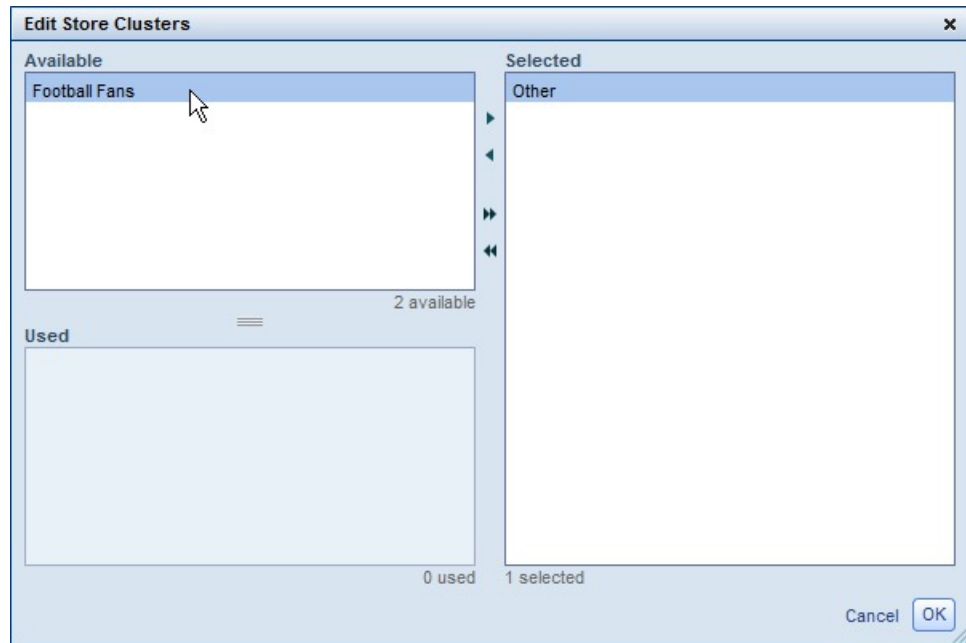 Edit Store Clusters
Available
Football Fans
2 available
Used
0 used
Selected
Other
1 selected
Cancel OK